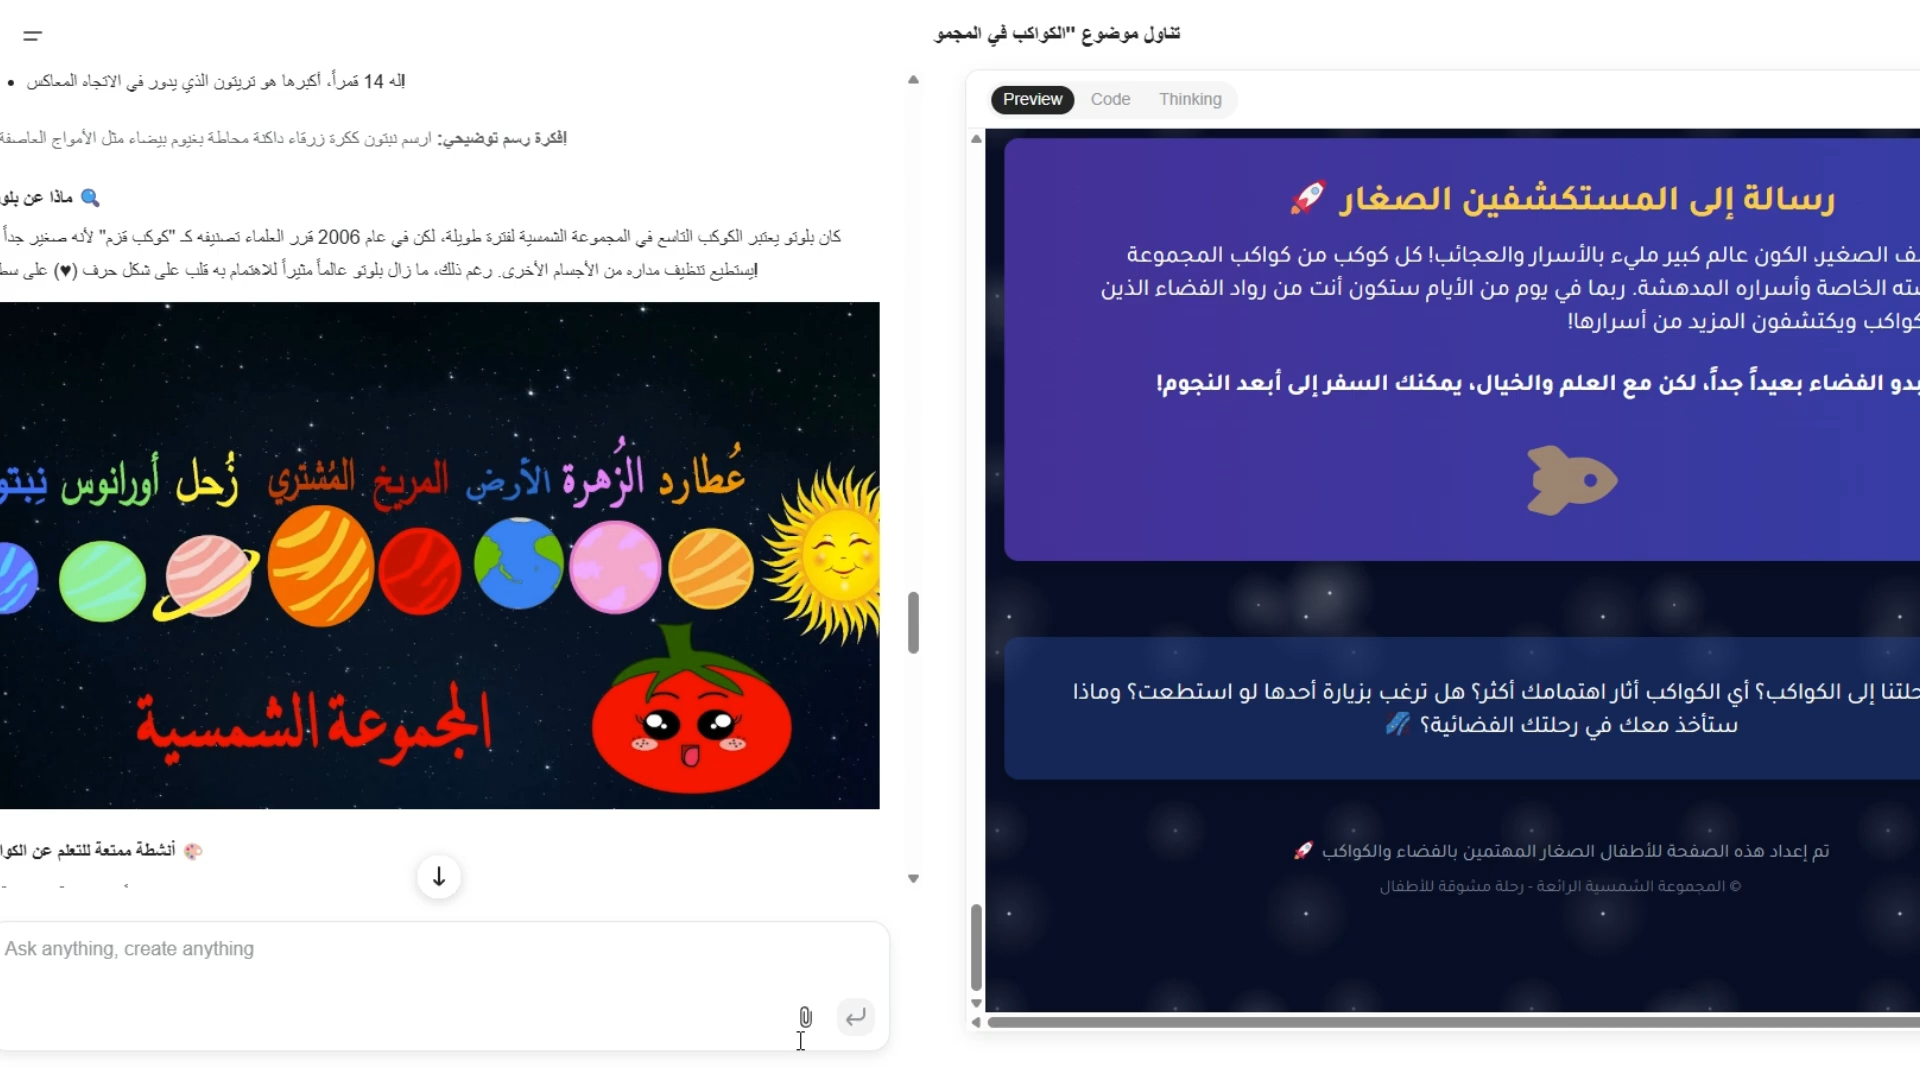 تناول موضوع "الكواكب في المجمو
Preview
Code
Thinking
إله 14 قمراً، أكبرها هو تريتون الذي يدور في الاتجاه المعاكس
إفكرة رسم توضيحي: ارسم نبتون ككرة زرقاء داكنة محاطة بغيوم بيضاء مثل الأمواج العاصفة
ماذا عن بلو
كان بلوتو يعتبر الكوكب التاسع في المجموعة الشمسية لفترة طويلة، لكن في عام 2006 قرر العلماء تصنيفه كـ "كوكب قزم" لأنه صغير جداً
إيستطيع تنظيف مداره من الأجسام الأخرى. رغم ذلك، ما زال بلوتو عالماً مثيراً للاهتمام به قلب على شكل حرف (♥) على سط
عُطارد
الزُهرة
الأرض
المريخ
المُشتري
زُحل
أورانوس
نِبتو
المجموعة الشمسية
🎨 أنشطة ممتعة للتعلم عن الكوا
Ask anything, create anything
رسالة إلى المستكشفين الصغار 🚀
ف الصغير، الكون عالم كبير مليء بالأسرار والعجائب! كل كوكب من كواكب المجموعة
ته الخاصة وأسراره المدهشة. ربما في يوم من الأيام ستكون أنت من رواد الفضاء الذين
كواكب ويكتشفون المزيد من أسرارها!
بدو الفضاء بعيداً جداً، لكن مع العلم والخيال، يمكنك السفر إلى أبعد النجوم!
حلتنا إلى الكواكب؟ أي الكواكب أثار اهتمامك أكثر؟ هل ترغب بزيارة أحدها لو استطعت؟ وماذا
ستأخذ معك في رحلتك الفضائية؟ 🌌
تم إعداد هذه الصفحة للأطفال الصغار المهتمين بالفضاء والكواكب 🚀
© المجموعة الشمسية الرائعة - رحلة مشوقة للأطفال